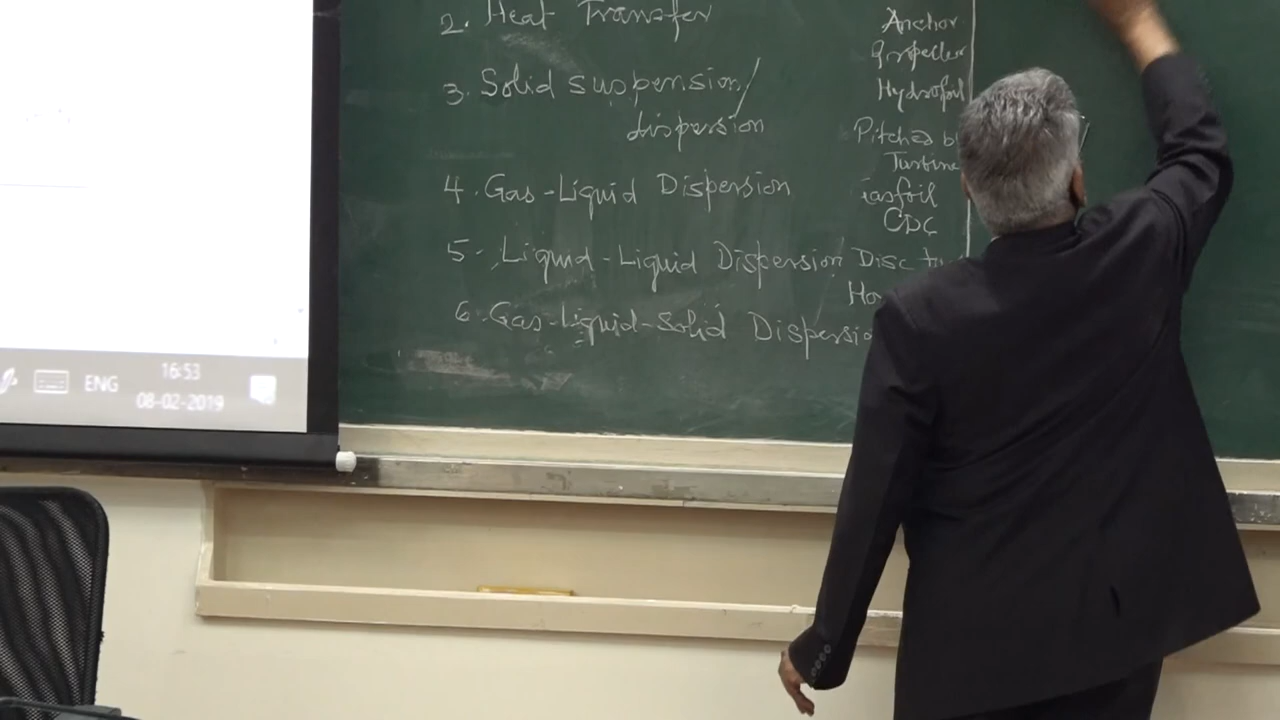 2. Heat Transfer
3. Solid suspension/
dispersion
4. Gas-Liquid Dispersion
5. Liquid-Liquid Dispersion
6. Gas-Liquid-Solid
Anchor
Propeller
Hydrofoil
Pitched
Turbine
CDC
Disc
ENG
16:53
08-02-2019